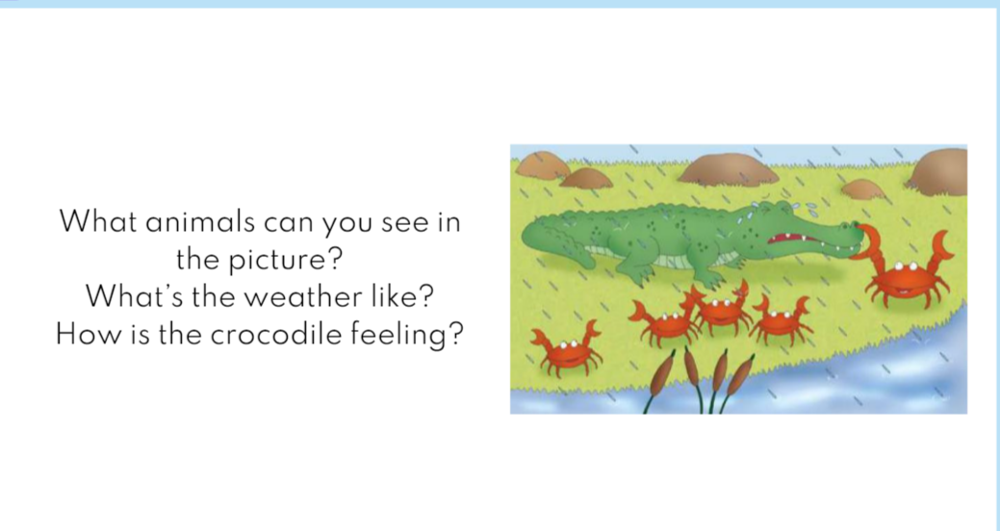 What animals can you see in
the picture?
What’s the weather like?
How is the crocodile feeling?